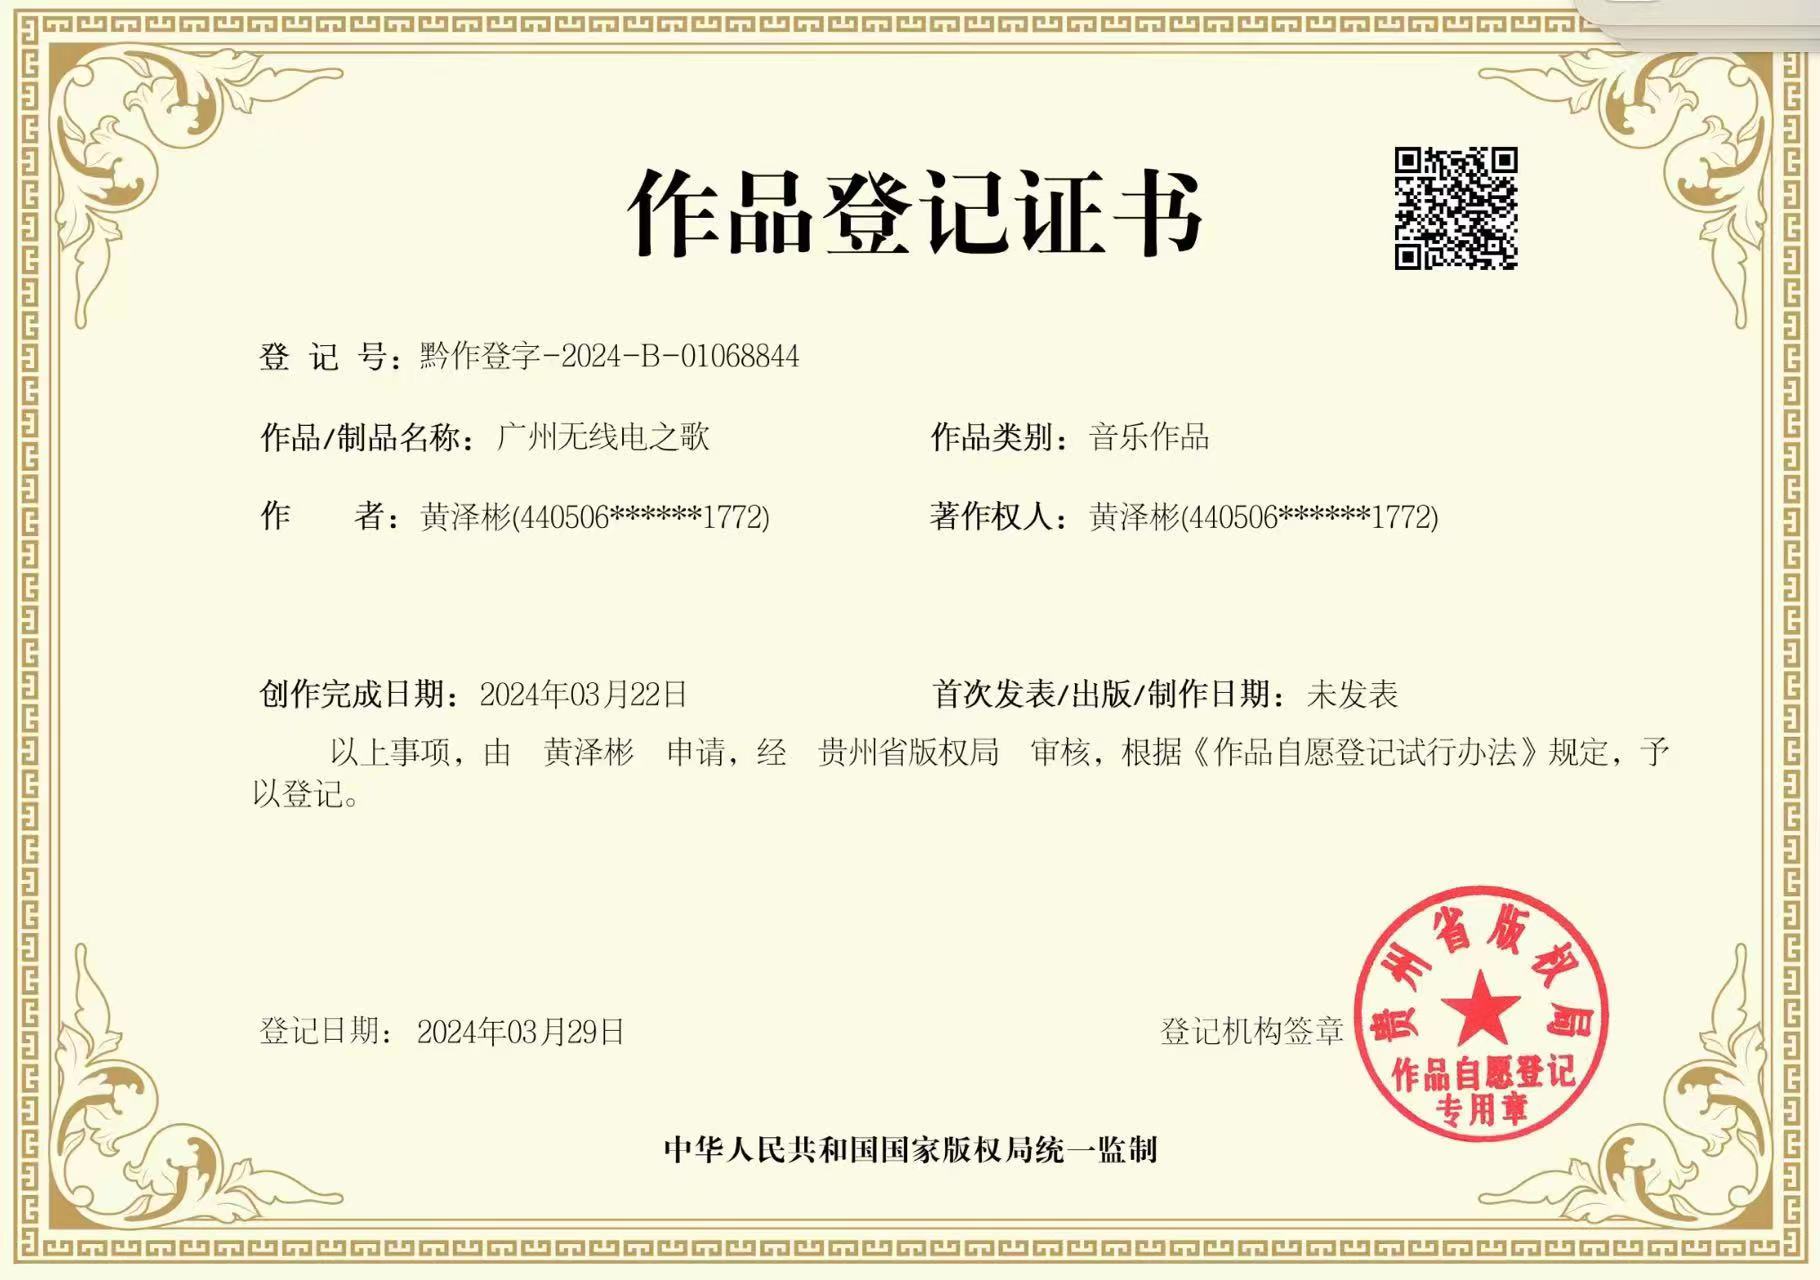 作品登记证书
登 记 号：黔作登字-2024-B-01068844
作品/制品名称：广州无线电之歌 作品类别：音乐作品
作 者：黄泽彬(440506******1772) 著作权人：黄泽彬(440506******1772)
创作完成日期：2024年03月22日 首次发表/出版/制作日期：未发表
以上事项，由 黄泽彬 申请，经 贵州省版权局 审核，根据《作品自愿登记试行办法》规定，予
以登记。
登记日期：2024年03月29日 登记机构签章
贵州省版权局
作品自愿登记
专用章
中华人民共和国国家版权局统一监制